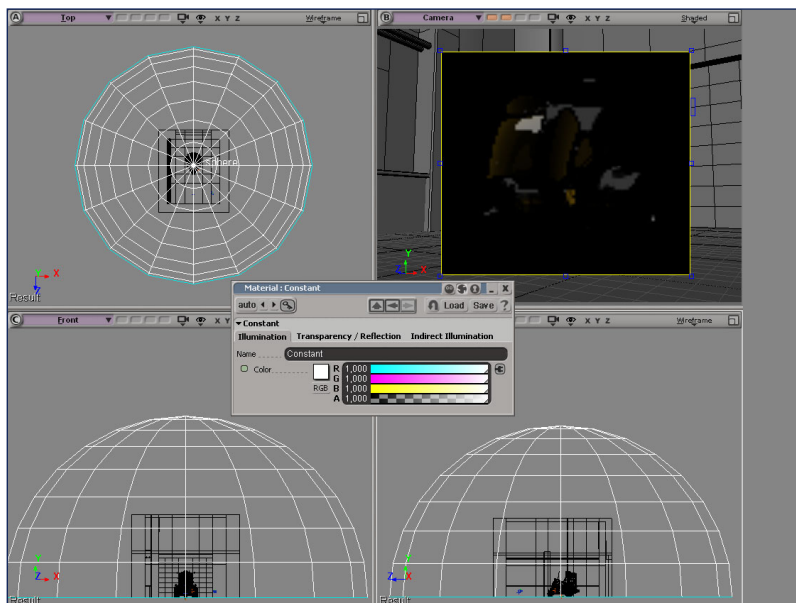 A Top X Y Z Wireframe
B Camera X Y Z Shaded
sphere
Y X
Z
Result
Y
Z X
Material : Constant
auto Load Save ?
Constant
Illumination Transparency / Reflection Indirect Illumination
Name Constant
Color R 1,000
G 1,000
RGB B 1,000
A 1,000
C Front X Y Z
X Y Z Wireframe
Y
Z X
Result
Y
Z X
Result